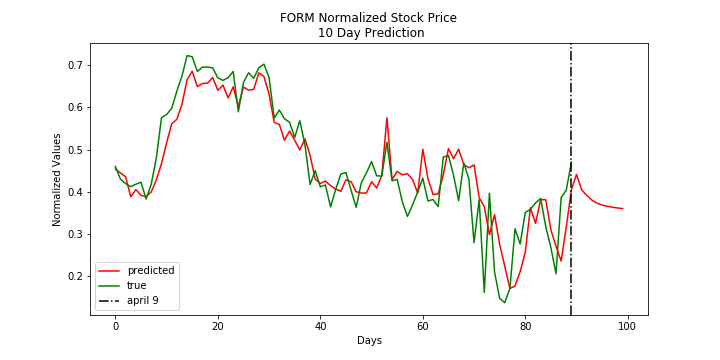 FORM Normalized Stock Price
10 Day Prediction
Normalized Values
0.7
0.6
0.5
0.4
0.3
0.2
predicted
true
april 9
0 20 40 60 80 100
Days